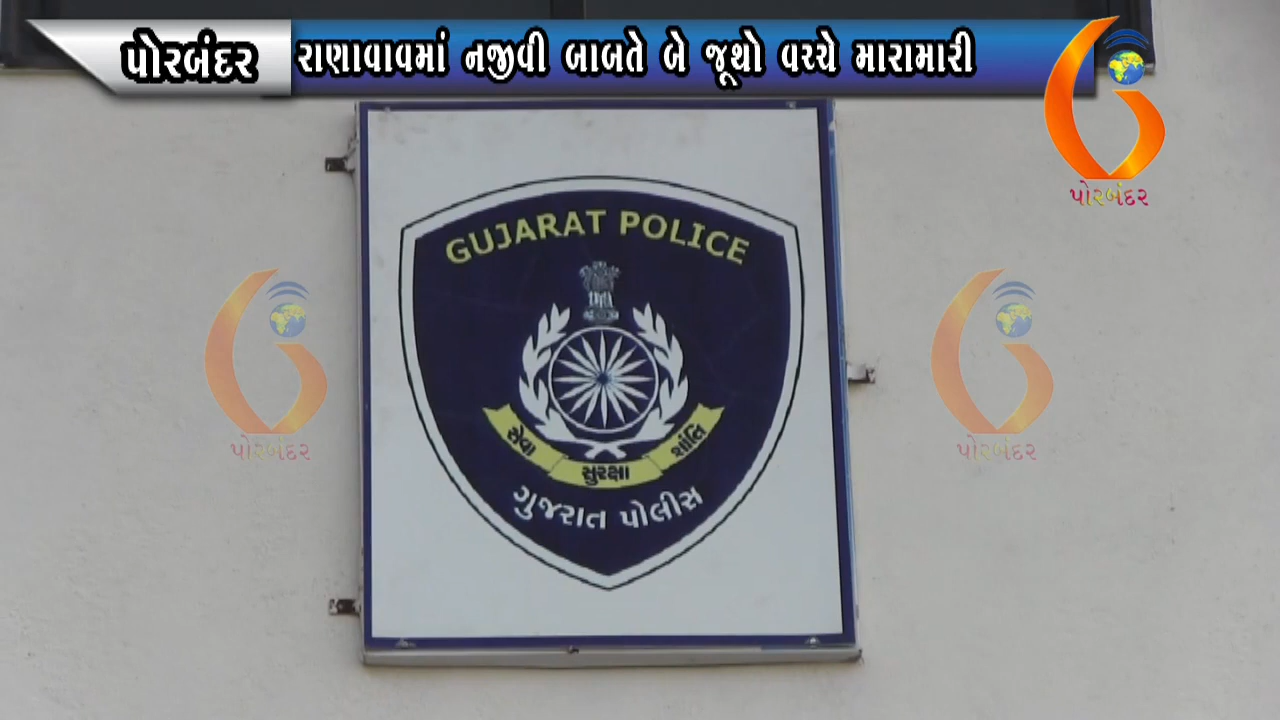 પોરબંદર
રાણાવાવમાં નજીવી બાબતે બે જૂથો વચ્ચે મારામારી
પોરબંદર
GUJARAT POLICE
સેવા સુરક્ષા શાંતિ
ગુજરાત પોલીસ
પોરબંદર
પોરબંદર